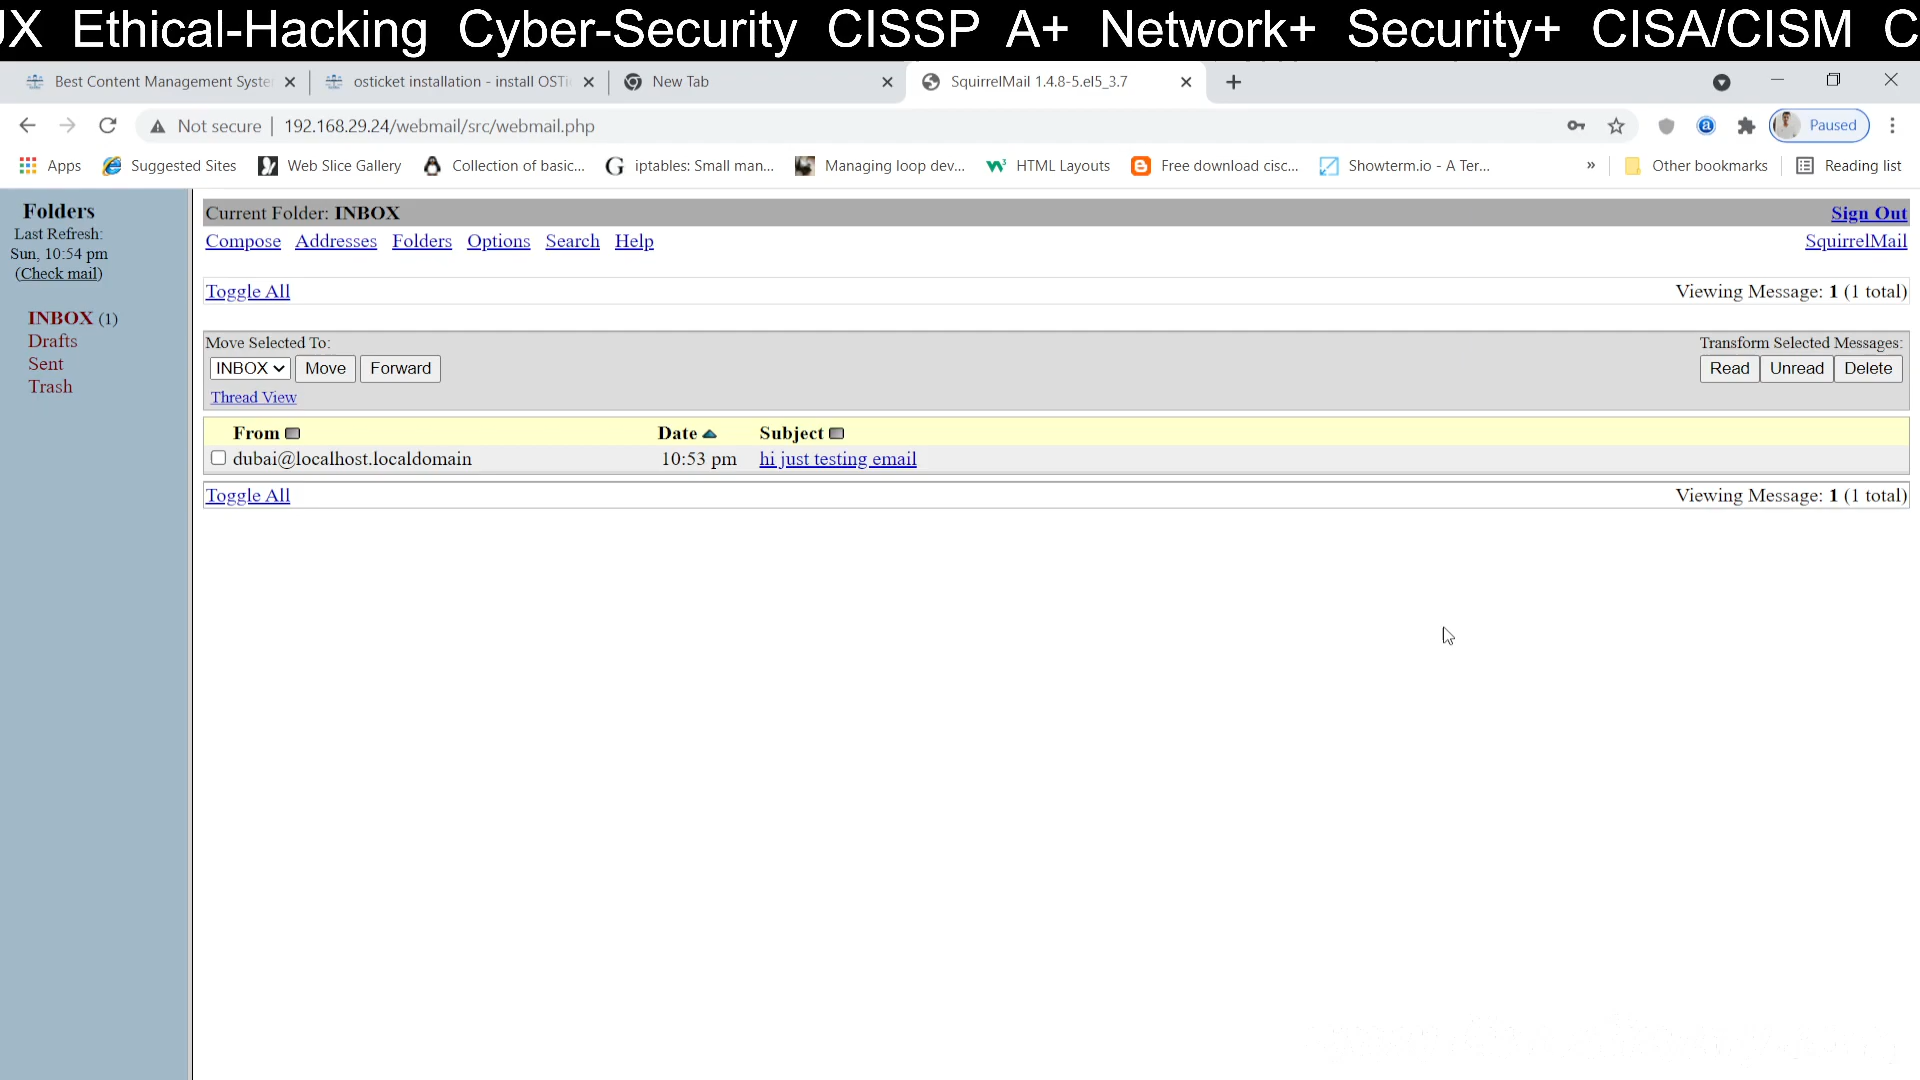 UX Ethical-Hacking Cyber-Security CISSP A+ Network+ Security+ CISA/CISM C
Best Content Management Syste
osticket installation - install OSTi
New Tab
SquirrelMail 1.4.8-5.el5_3.7
Not secure
192.168.29.24/webmail/src/webmail.php
Paused
Apps
Suggested Sites
Web Slice Gallery
Collection of basic...
iptables: Small man...
Managing loop dev...
HTML Layouts
Free download cisc...
Showterm.io - A Ter...
»
Other bookmarks
Reading list
Folders
Last Refresh:
Sun, 10:54 pm
(Check mail)
INBOX (1)
Drafts
Sent
Trash
Current Folder: INBOX
Sign Out
Compose Addresses Folders Options Search Help
SquirrelMail
Toggle All
Viewing Message: 1 (1 total)
Move Selected To:
Transform Selected Messages:
INBOX Move Forward
Read Unread Delete
Thread View
From Date Subject
dubai@localhost.localdomain 10:53 pm hi just testing email
Toggle All
Viewing Message: 1 (1 total)